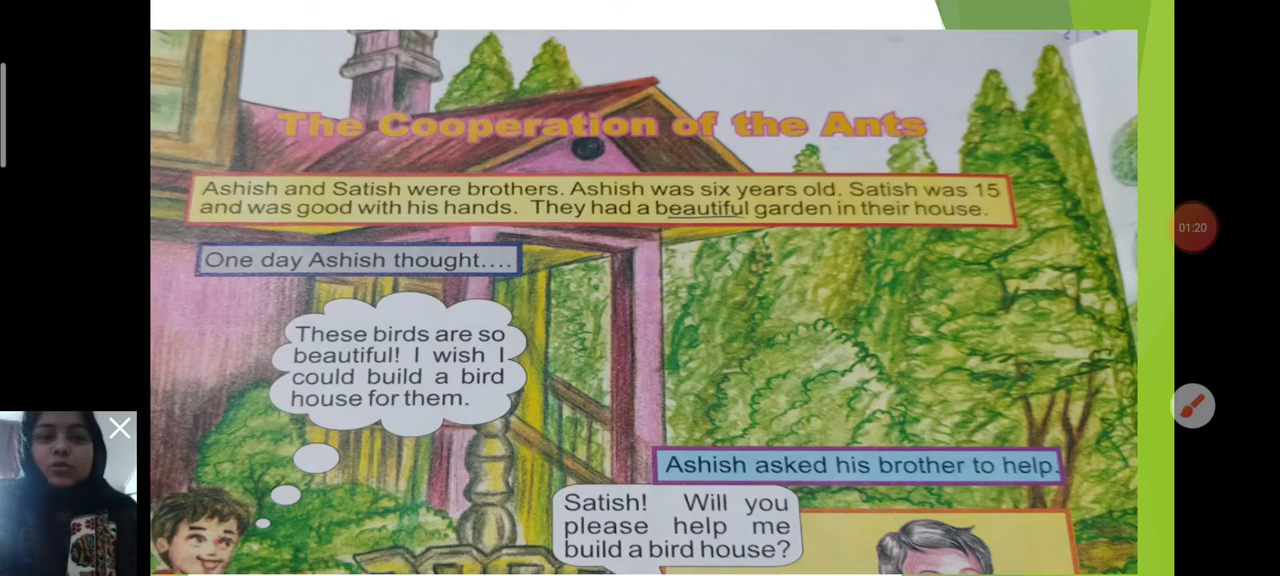 The Cooperation of the Ants
Ashish and Satish were brothers. Ashish was six years old. Satish was 15
and was good with his hands. They had a beautiful garden in their house.
One day Ashish thought....
These birds are so
beautiful! I wish I
could build a bird
house for them.
Ashish asked his brother to help.
Satish! Will you
please help me
build a bird house?
01:20